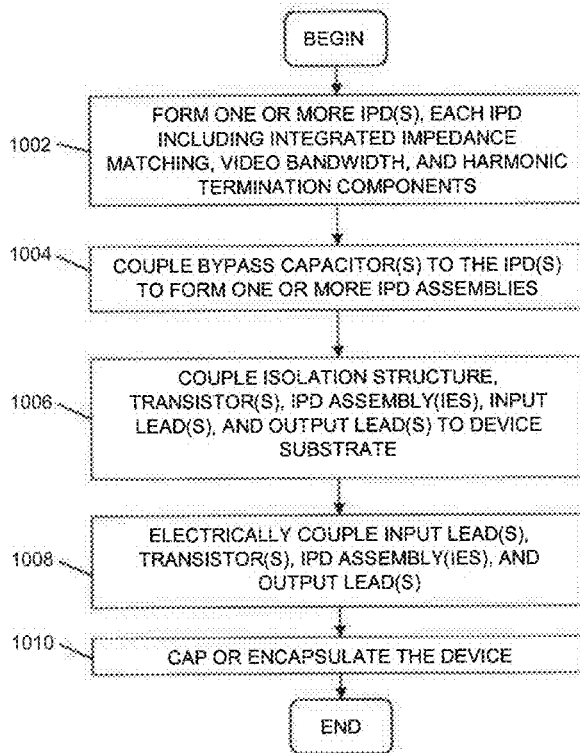 BEGIN
1002
FORM ONE OR MORE IPD(S), EACH IPD
INCLUDING INTEGRATED IMPEDANCE
MATCHING, VIDEO BANDWIDTH, AND HARMONIC
TERMINATION COMPONENTS
1004
COUPLE BYPASS CAPACITOR(S) TO THE IPD(S)
TO FORM ONE OR MORE IPD ASSEMBLIES
1006
COUPLE ISOLATION STRUCTURE,
TRANSISTOR(S), IPD ASSEMBLY(IES), INPUT
LEAD(S), AND OUTPUT LEAD(S) TO DEVICE
SUBSTRATE
1008
ELECTRICALLY COUPLE INPUT LEAD(S),
TRANSISTOR(S), IPD ASSEMBLY(IES), AND
OUTPUT LEAD(S)
1010
CAP OR ENCAPSULATE THE DEVICE
END